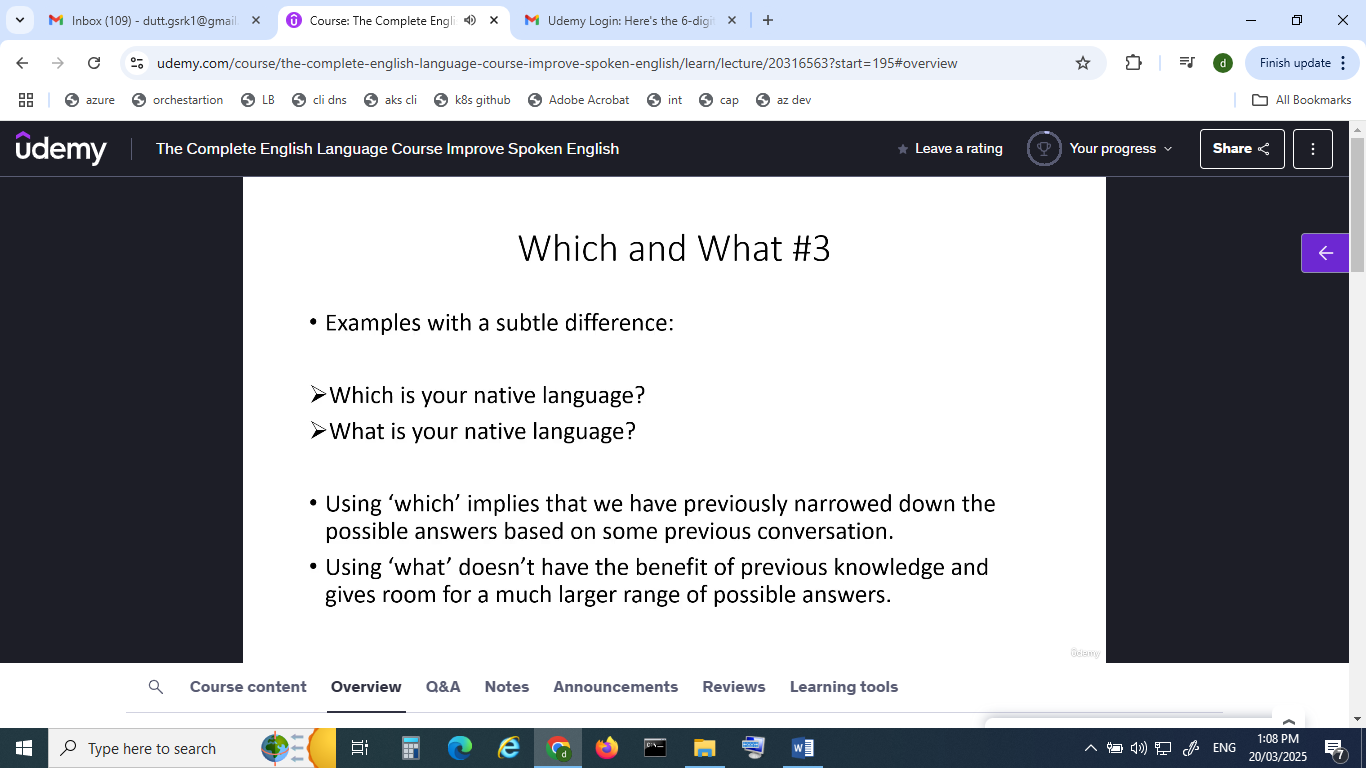 Inbox (109) - dutt.gsrk1@gmail
Course: The Complete Engli
Udemy Login: Here's the 6-digi
udemy.com/course/the-complete-english-language-course-improve-spoken-english/learn/lecture/20316563?start=195#overview
d
Finish update
azure
orchestartion
LB
cli dns
aks cli
k8s github
Adobe Acrobat
int
cap
az dev
All Bookmarks
udemy
The Complete English Language Course Improve Spoken English
Leave a rating
Your progress
Share
Which and What #3
• Examples with a subtle difference:
➢Which is your native language?
➢What is your native language?
• Using ‘which’ implies that we have previously narrowed down the
possible answers based on some previous conversation.
• Using ‘what’ doesn’t have the benefit of previous knowledge and
gives room for a much larger range of possible answers.
udemy
Course content
Overview
Q&A
Notes
Announcements
Reviews
Learning tools
Type here to search
ENG
1:08 PM
20/03/2025
7